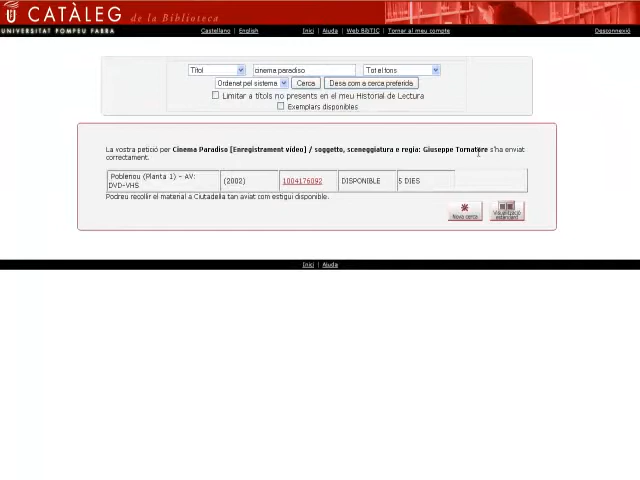 CATÀLEG de la Biblioteca
UNIVERSITAT POMPEU FABRA
Castellano | English
Inici | Ajuda | Web BibTIC | Tornar al meu compte
Desconnexió
Títol
cinema paradiso
Tot el fons
Ordenat pel sistema
Cerca
Desa com a cerca preferida
Limitar a títols no presents en el meu Historial de Lectura
Exemplars disponibles
La vostra petició per Cinema Paradiso [Enregistrament vídeo] / soggetto, sceneggiatura e regia: Giuseppe Tornatore s'ha enviat
correctament.
Poblenou (Planta 1) - AV:
DVD-VHS
(2002)
1004176092
DISPONIBLE
5 DIES
Podreu recollir el material a Ciutadella tan aviat com estigui disponible.
Nova cerca
Visualització
estàndard
Inici | Ajuda